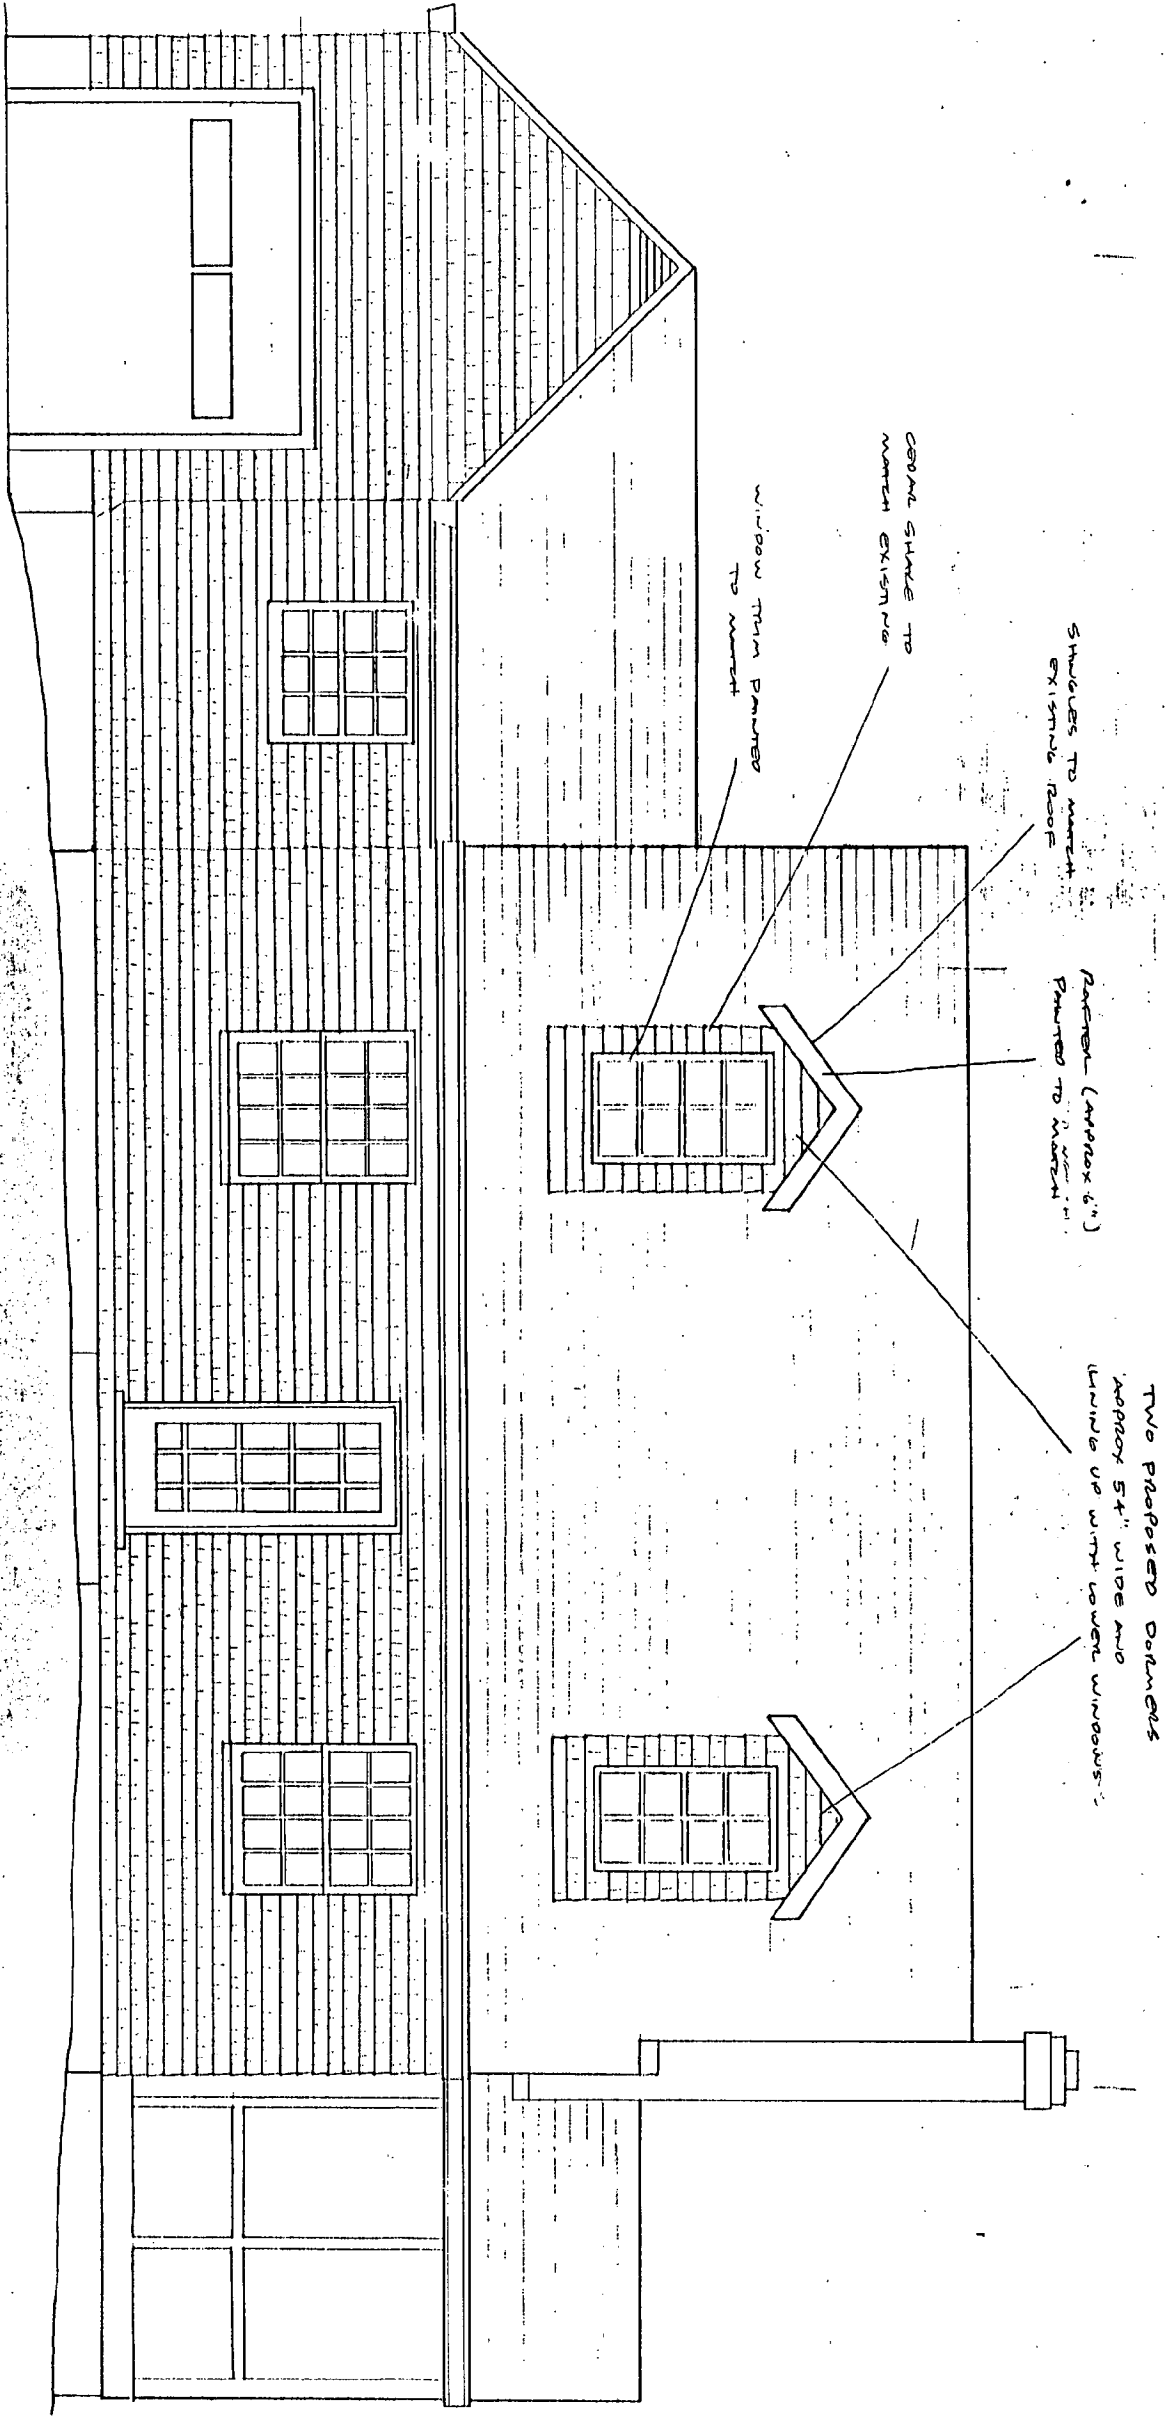 TWO PROPOSED DORMERS
APPROX 54" WIDE AND
LINING UP WITH LOWER WINDOWS
RAFTER (APPROX 6")
PAINTED TO MATCH
SHINGLES TO MATCH
EXISTING ROOF
CEDAR SHAKE TO
MATCH EXISTING
WINDOW TRIM PAINTED
TO MATCH